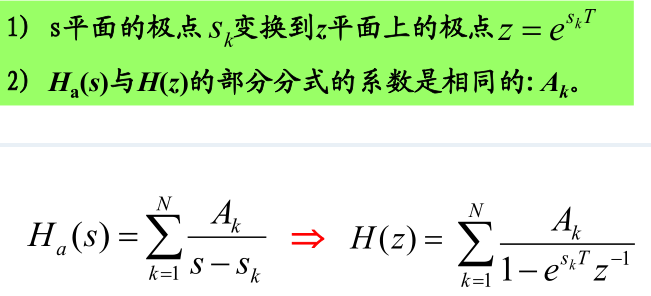 1) s平面的极点 s_k变换到z平面上的极点 z = e^{s_k T}
2) H_a(s)与H(z)的部分分式的系数是相同的: A_k。
H_a(s) = \sum_{k=1}^{N} \frac{A_k}{s - s_k} ⇒ H(z) = \sum_{k=1}^{N} \frac{A_k}{1 - e^{s_k T} z^{-1}}